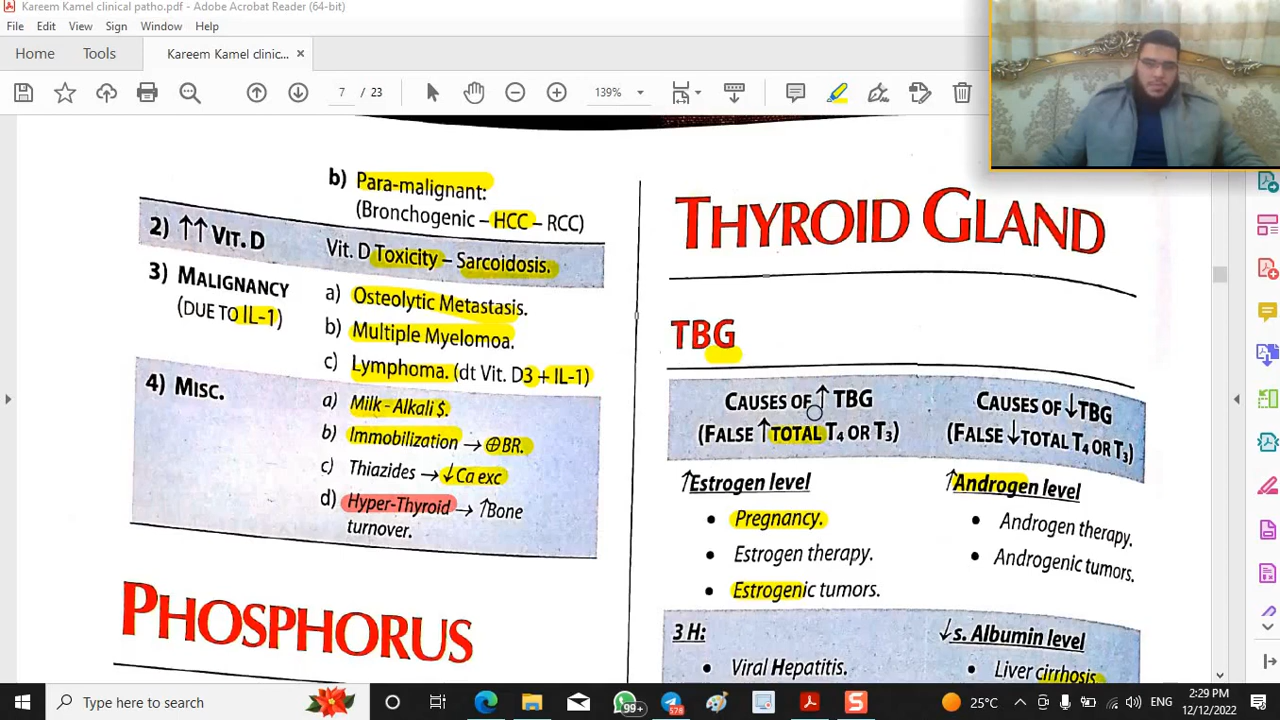 Kareem Kamel clinical patho.pdf - Adobe Acrobat Reader (64-bit)
File Edit View Sign Window Help
Home Tools Kareem Kamel clinic... ×
7 / 23 139%
b) Para-malignant:
(Bronchogenic – HCC – RCC)
2) ↑↑ VIT. D Vit. D Toxicity – Sarcoidosis.
3) MALIGNANCY
(DUE TO IL-1)
a) Osteolytic Metastasis.
b) Multiple Myelomoa.
c) Lymphoma. (dt Vit. D3 + IL-1)
4) MISC.
a) Milk - Alkali $.
b) Immobilization → ⊕BR.
c) Thiazides → ↓Ca exc
d) Hyper-Thyroid → ↑Bone
turnover.
PHOSPHORUS
THYROID GLAND
TBG
CAUSES OF ↑ TBG
(FALSE ↑TOTAL T4 OR T3)
CAUSES OF ↓TBG
(FALSE ↓TOTAL T4 OR T3)
↑Estrogen level
• Pregnancy.
• Estrogen therapy.
• Estrogenic tumors.
↑Androgen level
• Androgen therapy.
• Androgenic tumors.
3 H:
• Viral Hepatitis.
↓s. Albumin level
• Liver cirrhosis
Type here to search
99+
576
25°C
ENG
2:29 PM
12/12/2022